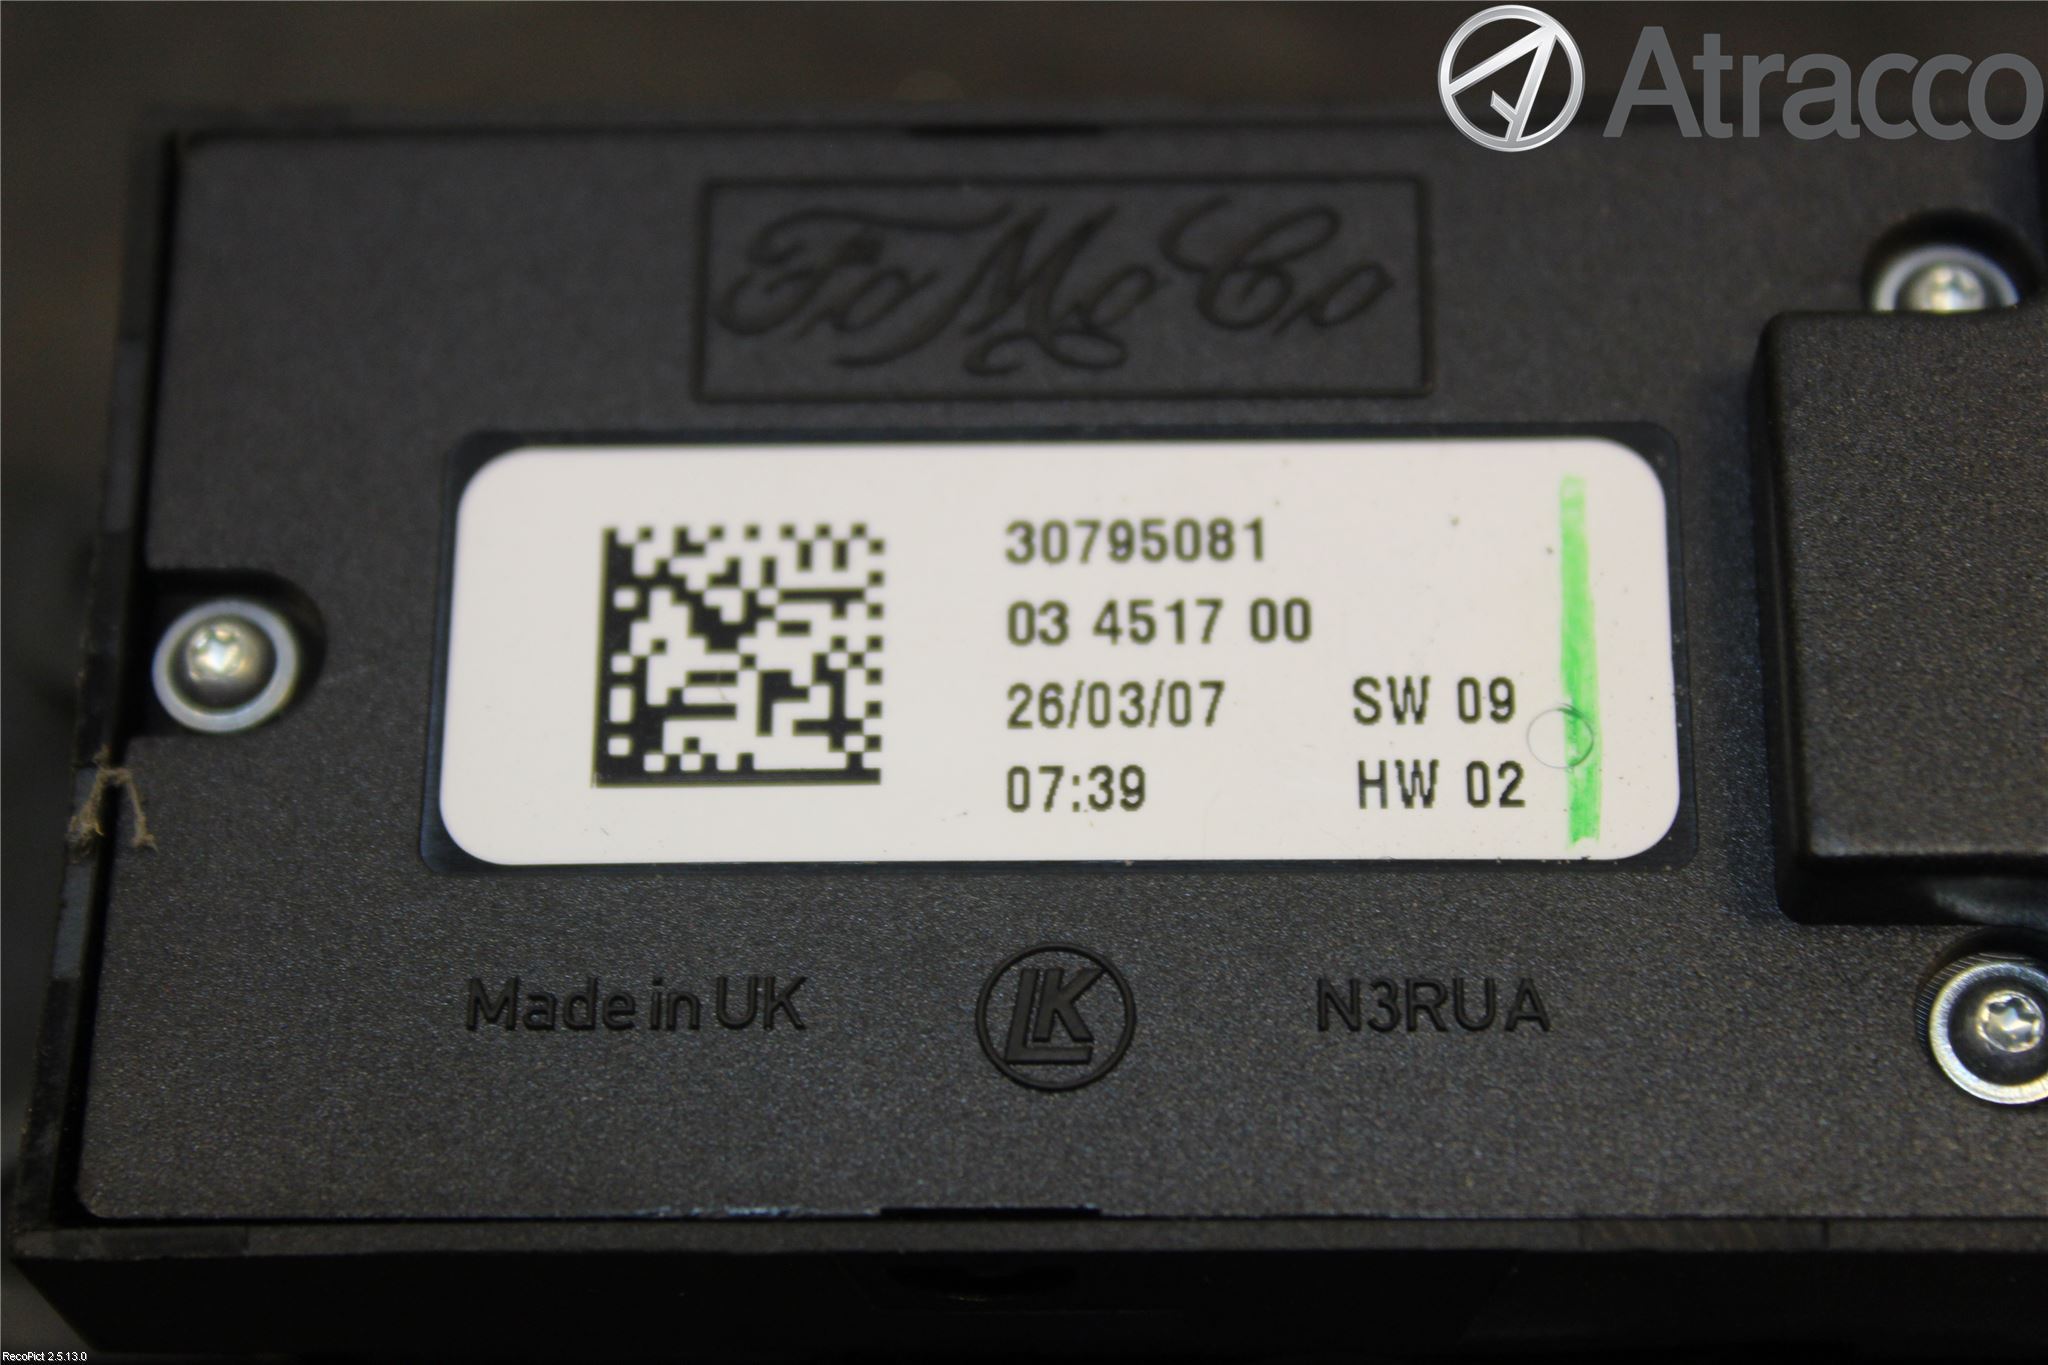 Atracco
FoMoCo
30795081
03 4517 00
26/03/07 SW 09
07:39 HW 02
Made in UK LK N3RUA
RecoPict 2.5.13.0